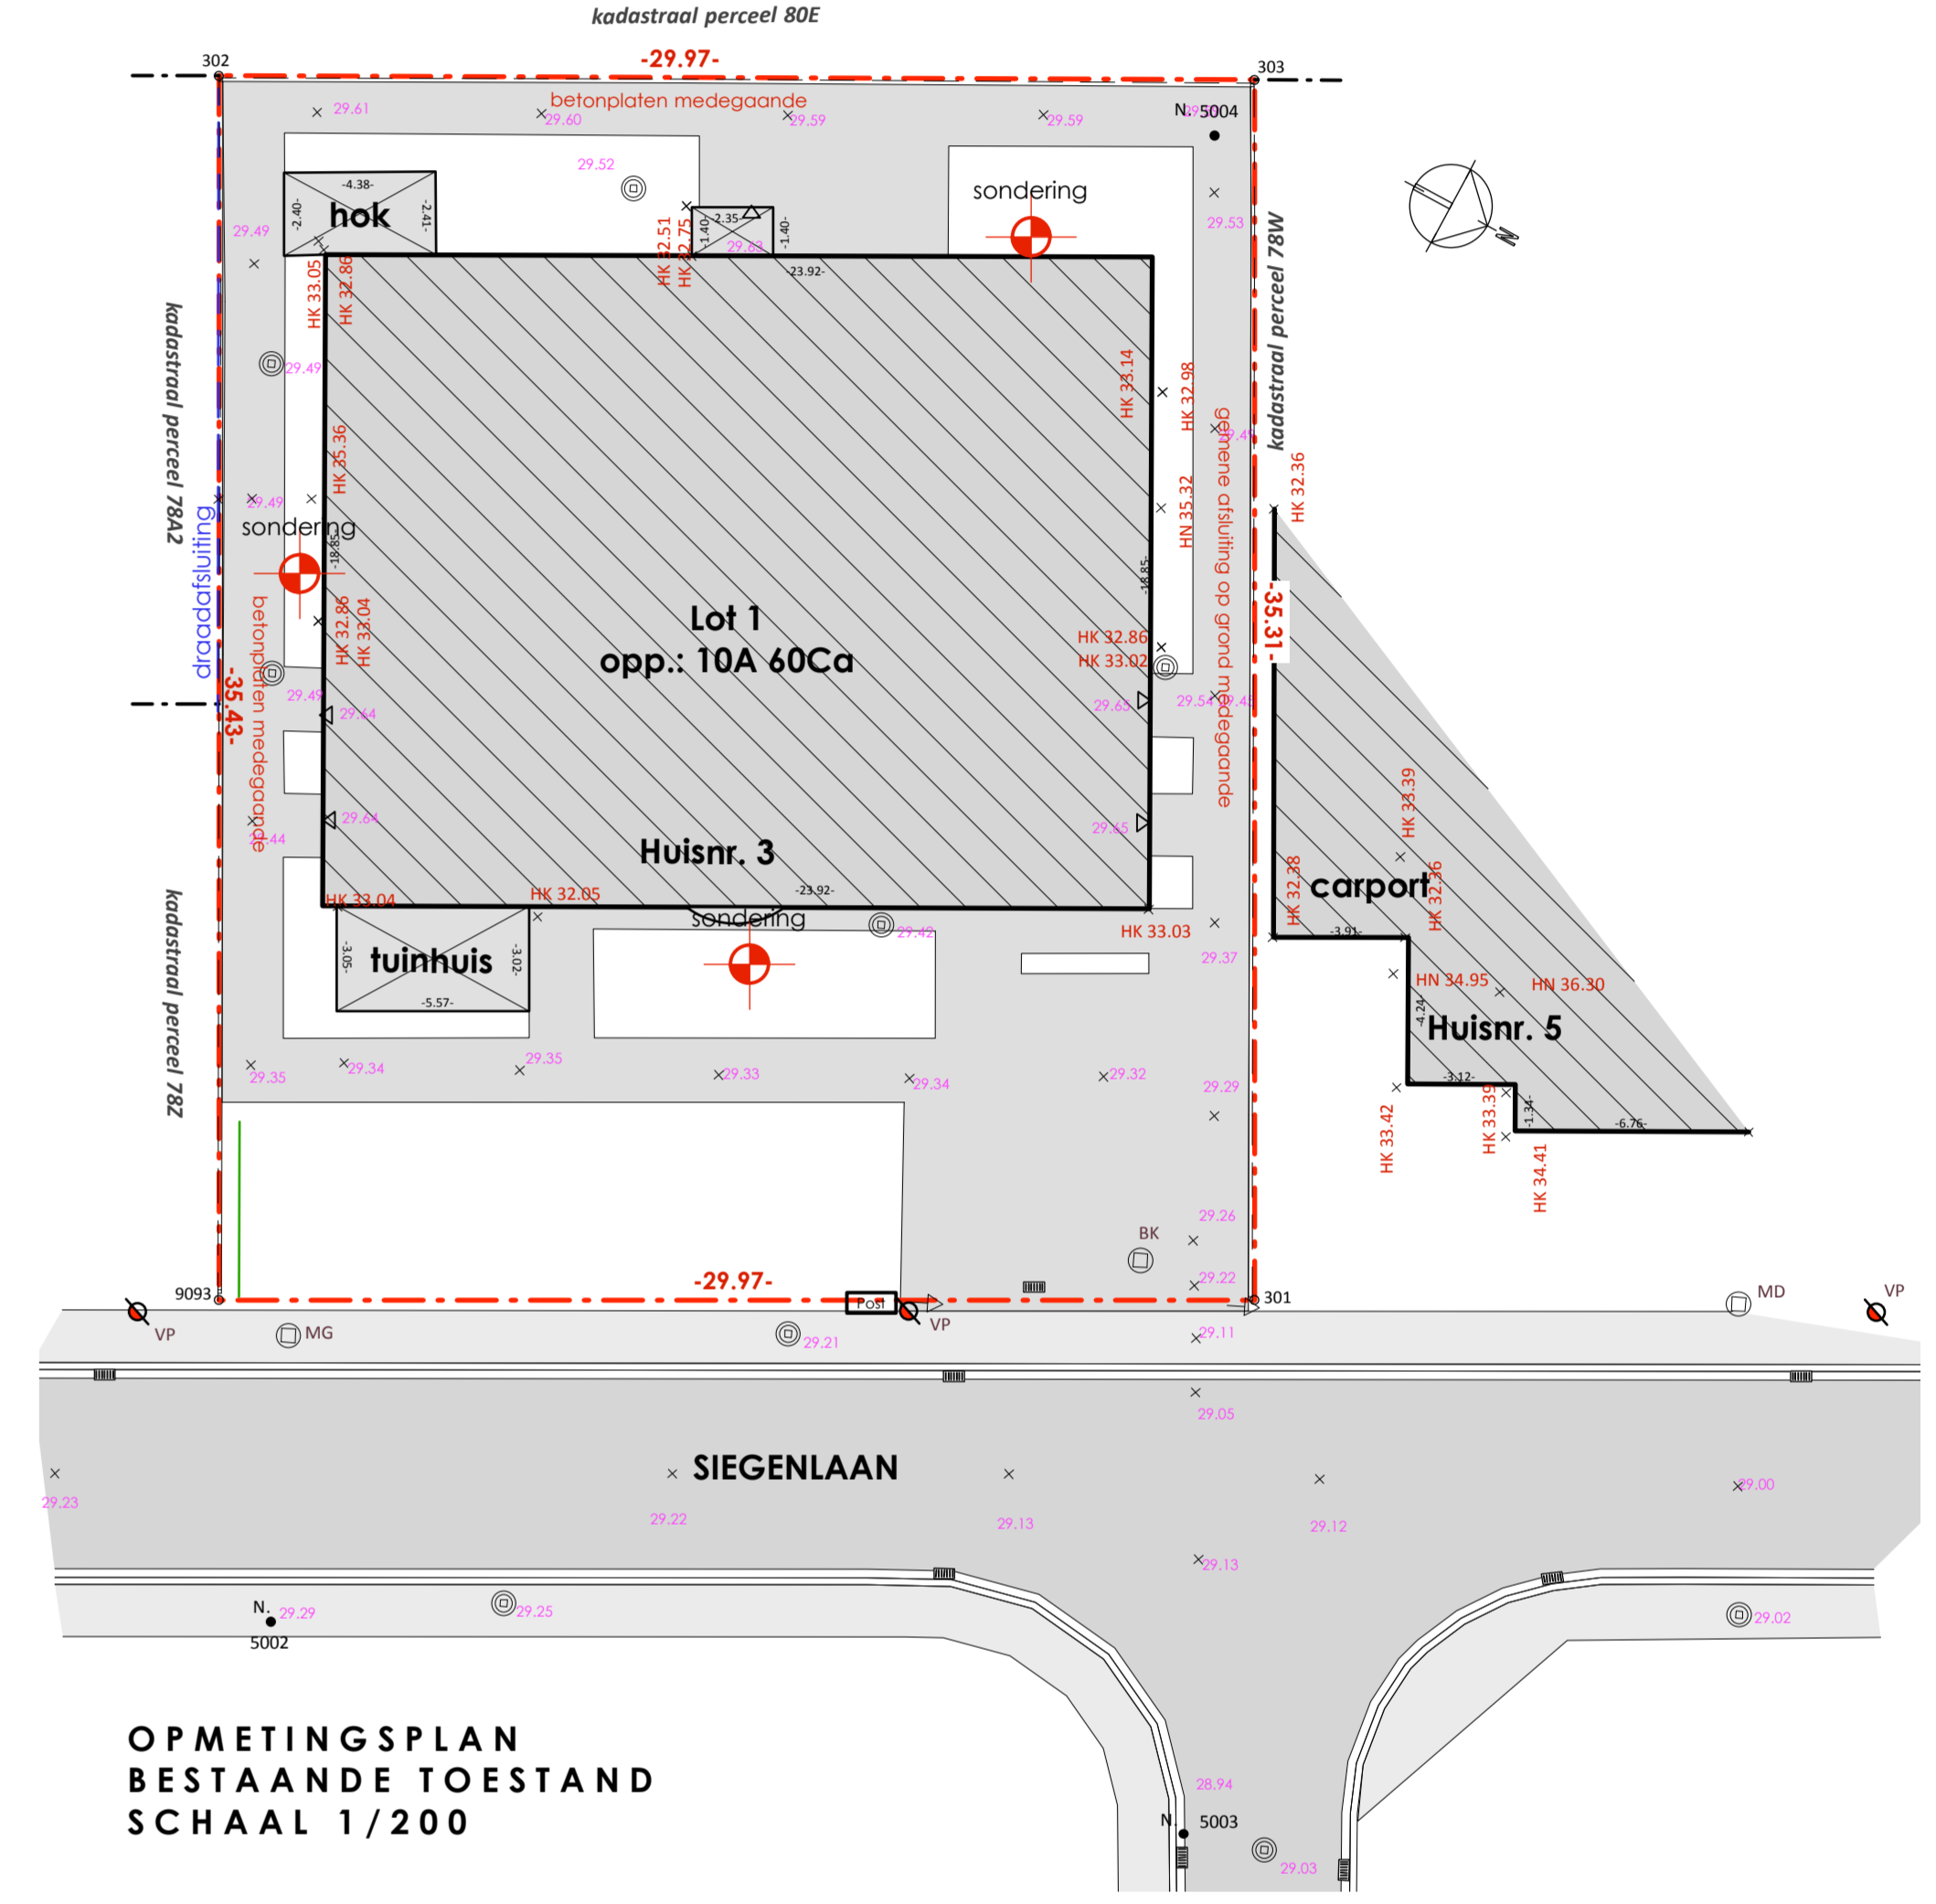 kadastraal perceel 80E
302
-29.97-
303
betonplaten medegaande
29.61
29.60
29.59
29.59
N. 5004
29.52
sondering
-4.38-
-2.40-
hok
-2.41-
29.49
29.53
-2.35-
-1.40-
-1.40-
29.63
HK 32.51
HK 32.75
HK 33.05
HK 32.86
-23.92-
N
kadastraal perceel 78A2
kadastraal perceel 78W
29.49
HK 33.14
HK 32.98
HK 35.36
gemene afsluiting op grond medegaande
29.49
HK 32.36
29.49
sondering
-18.85-
HN 35.32
draadafsluiting
-18.85-
betonplaten medegaande
HK 32.86
HK 33.04
Lot 1
opp.: 10A 60Ca
HK 32.86
HK 33.02
-35.31-
-35.43-
29.49
29.64
29.65
29.54
29.45
29.64
29.65
29.44
Huisnr. 3
HK 33.39
HK 32.38
carport
HK 32.36
HK 33.04
HK 32.05
-23.92-
sondering
29.42
HK 33.03
-3.91-
kadastraal perceel 78Z
-3.05-
tuinhuis
-3.02-
-5.57-
29.37
HN 34.95
HN 36.30
-4.24-
Huisnr. 5
29.35
29.34
29.35
29.33
29.34
29.32
29.29
-3.12-
HK 33.42
HK 33.39
-1.34-
-6.76-
HK 34.41
29.26
BK
29.22
-29.97-
9093
Post
301
VP
MG
VP
MD
VP
29.21
29.11
29.05
SIEGENLAAN
29.23
29.22
29.13
29.12
29.00
29.13
N.
29.29
5002
29.25
29.02
OPMETINGSPLAN
BESTAANDE TOESTAND
SCHAAL 1/200
28.94
N. 5003
29.03